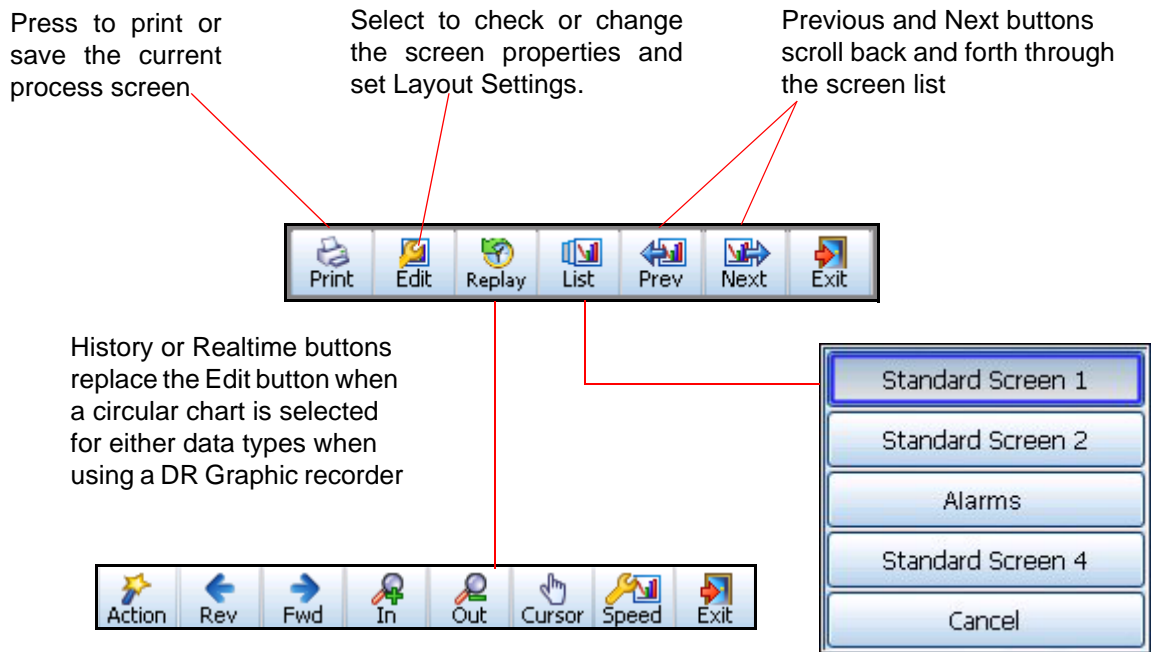 Press to print or
save the current
process screen
Select to check or change
the screen properties and
set Layout Settings.
Previous and Next buttons
scroll back and forth through
the screen list
Print Edit Replay List Prev Next Exit
History or Realtime buttons
replace the Edit button when
a circular chart is selected
for either data types when
using a DR Graphic recorder
Standard Screen 1
Standard Screen 2
Alarms
Standard Screen 4
Cancel
Action Rev Fwd In Out Cursor Speed Exit